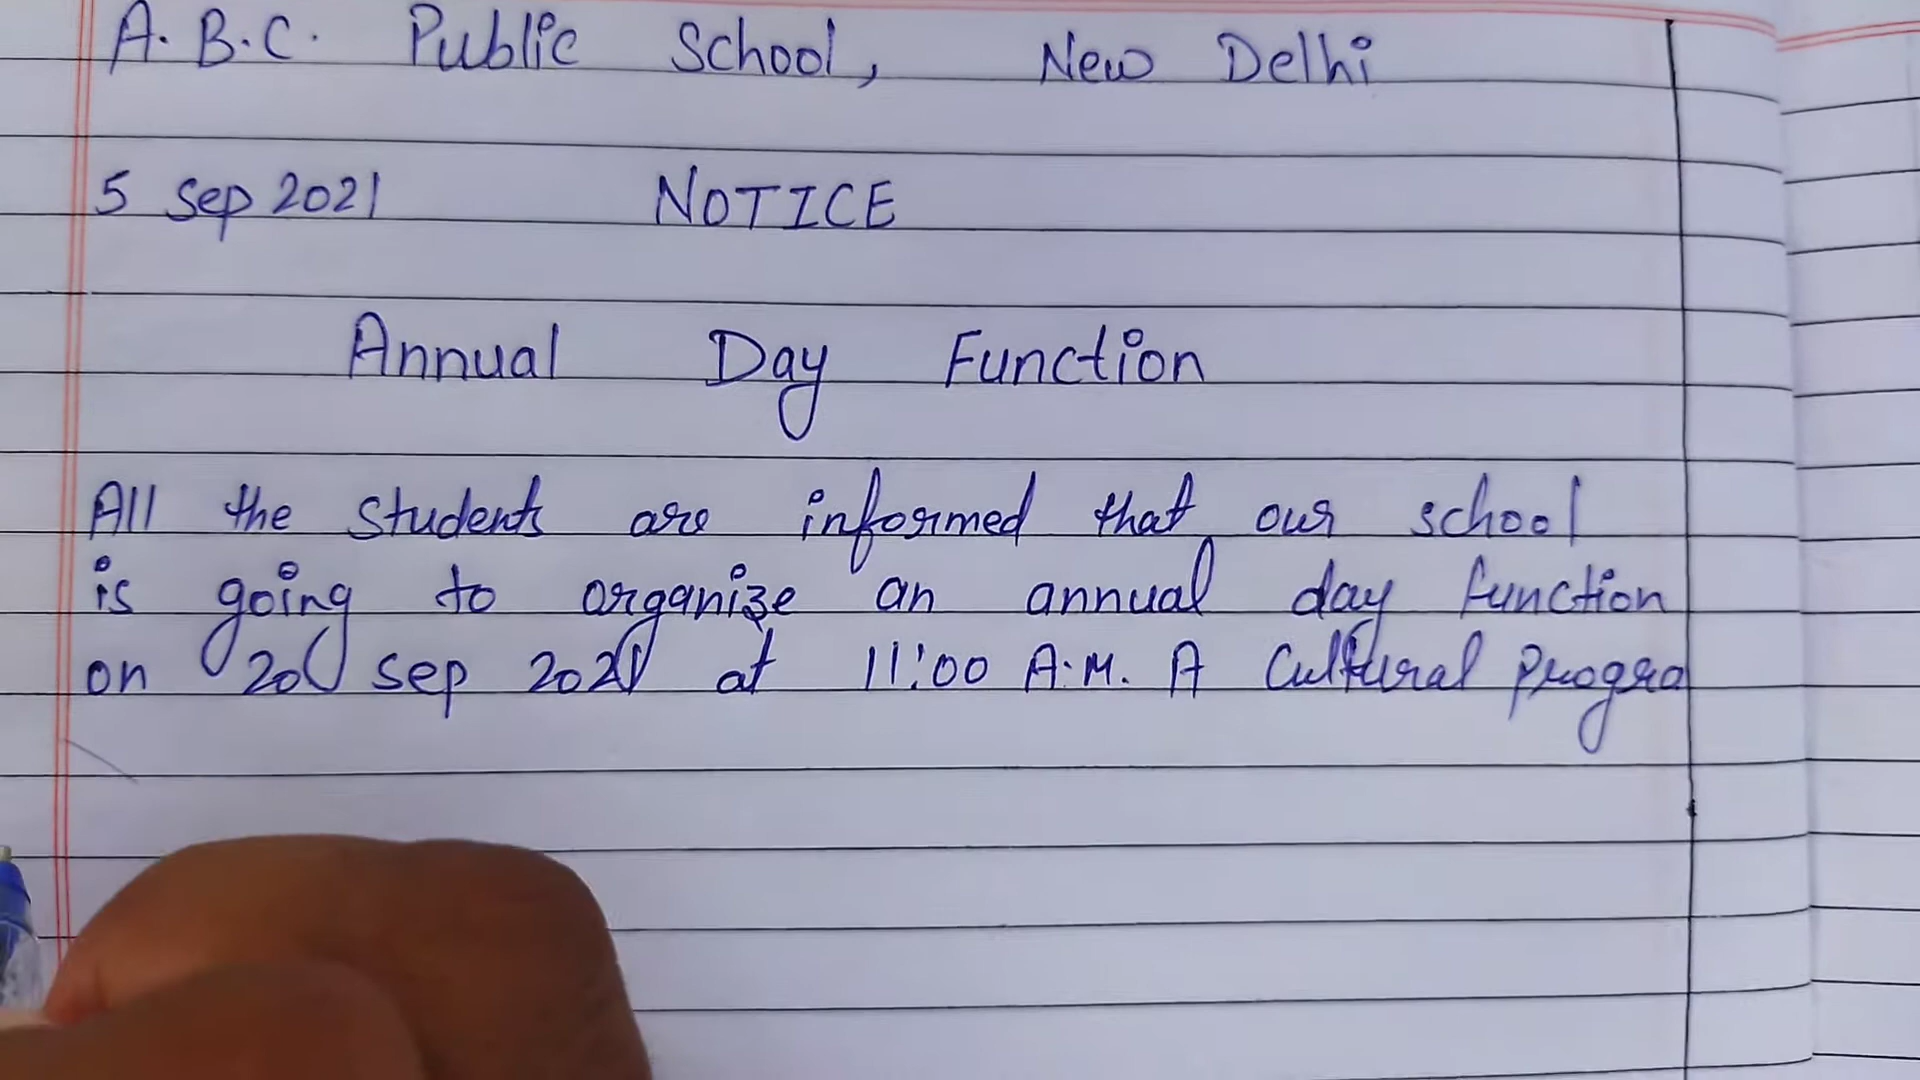 A. B.C. Public School, New Delhi
5 Sep 2021 NOTICE
Annual Day Function
All the students are informed that our school
is going to organize an annual day function
on 20 sep 2021 at 11:00 A.M. A Cultural Progra